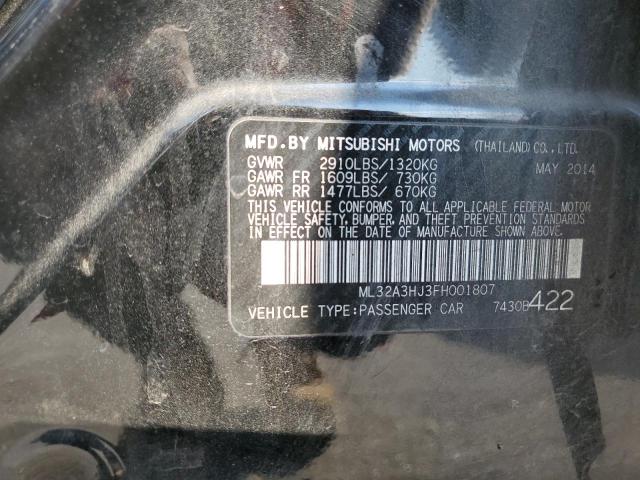 MFD.BY MITSUBISHI MOTORS (THAILAND)CO.,LTD.
GVWR 2910LBS/1320KG MAY 2014
GAWR FR 1609LBS/ 730KG
GAWR RR 1477LBS/ 670KG
THIS VEHICLE CONFORMS TO ALL APPLICABLE FEDERAL MOTOR
VEHICLE SAFETY, BUMPER, AND THEFT PREVENTION STANDARDS
IN EFFECT ON THE DATE OF MANUFACTURE SHOWN ABOVE.
ML32A3HJ3FH001807
VEHICLE TYPE:PASSENGER CAR 7430B422